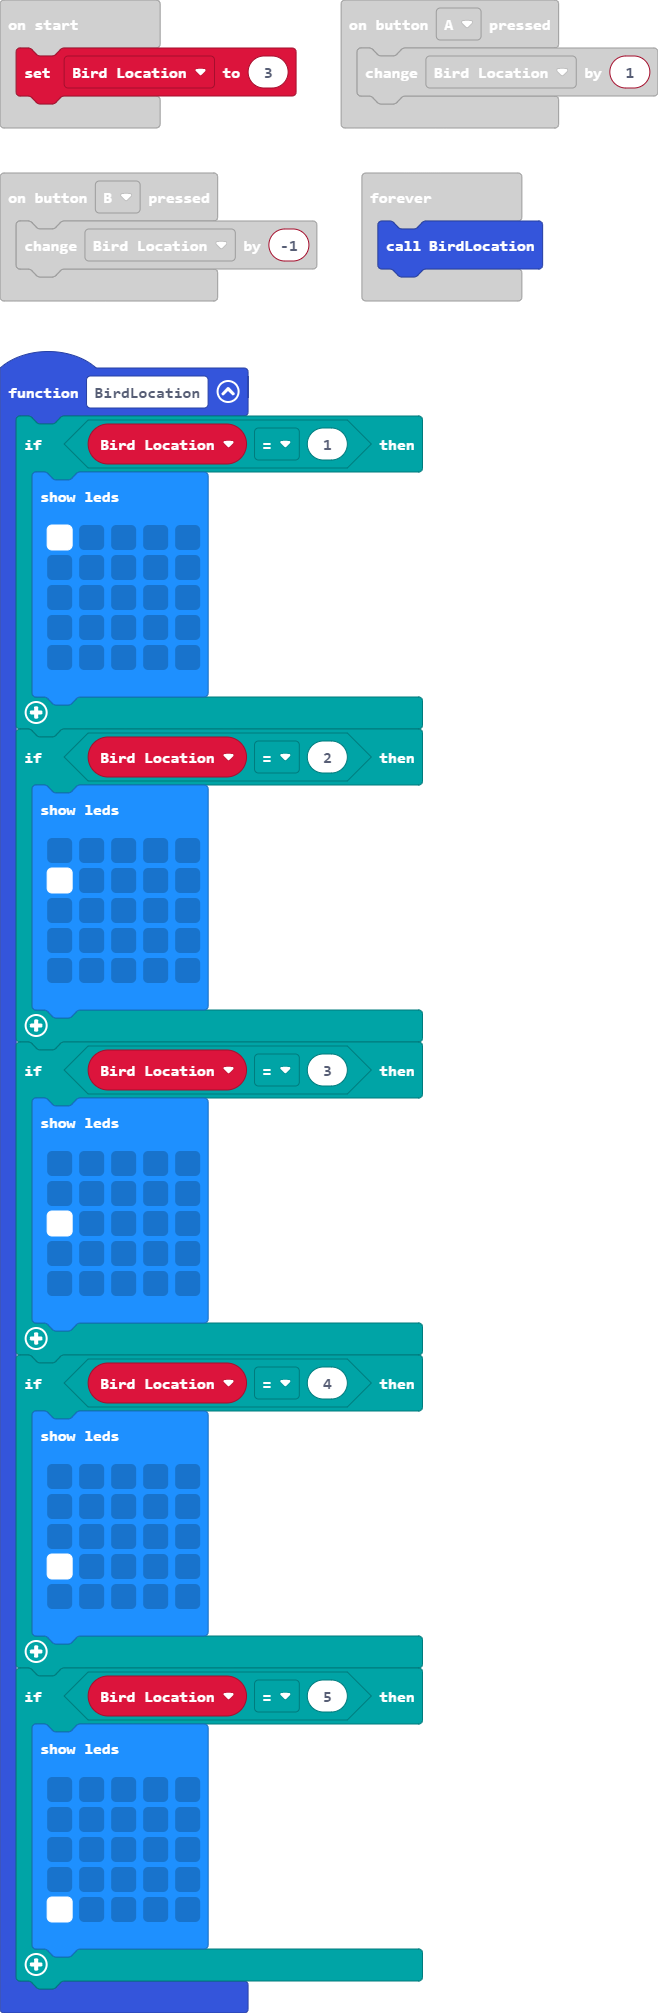 on start
set Bird Location to 3
on button A pressed
change Bird Location by 1
on button B pressed
change Bird Location by -1
forever
call BirdLocation
function BirdLocation
if Bird Location = 1 then
show leds
if Bird Location = 2 then
show leds
if Bird Location = 3 then
show leds
if Bird Location = 4 then
show leds
if Bird Location = 5 then
show leds